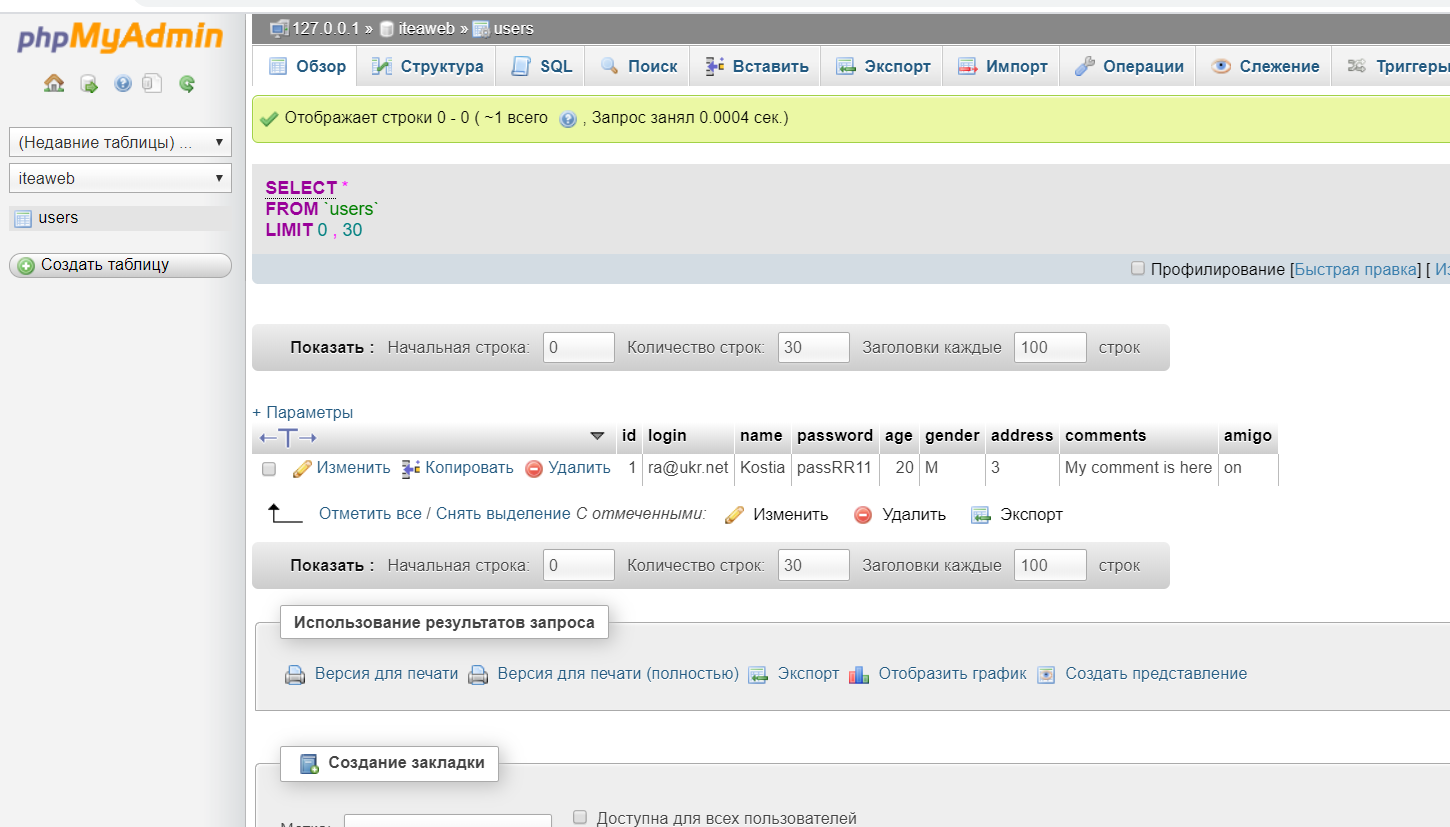 phpMyAdmin
127.0.0.1 » iteaweb » users
Обзор Структура SQL Поиск Вставить Экспорт Импорт Операции Слежение Триггеры
(Недавние таблицы) ...
iteaweb
users
Создать таблицу
Отображает строки 0 - 0 ( ~1 всего , Запрос занял 0.0004 сек.)
SELECT *
FROM `users`
LIMIT 0 , 30
Профилирование [Быстрая правка] [
Показать : Начальная строка: 0 Количество строк: 30 Заголовки каждые 100 строк
+ Параметры
←T→ id login name password age gender address comments amigo
Изменить Копировать Удалить 1 ra@ukr.net Kostia passRR11 20 M 3 My comment is here on
Отметить все / Снять выделение С отмеченными: Изменить Удалить Экспорт
Показать : Начальная строка: 0 Количество строк: 30 Заголовки каждые 100 строк
Использование результатов запроса
Версия для печати Версия для печати (полностью) Экспорт Отобразить график Создать представление
Создание закладки
Доступна для всех пользователей